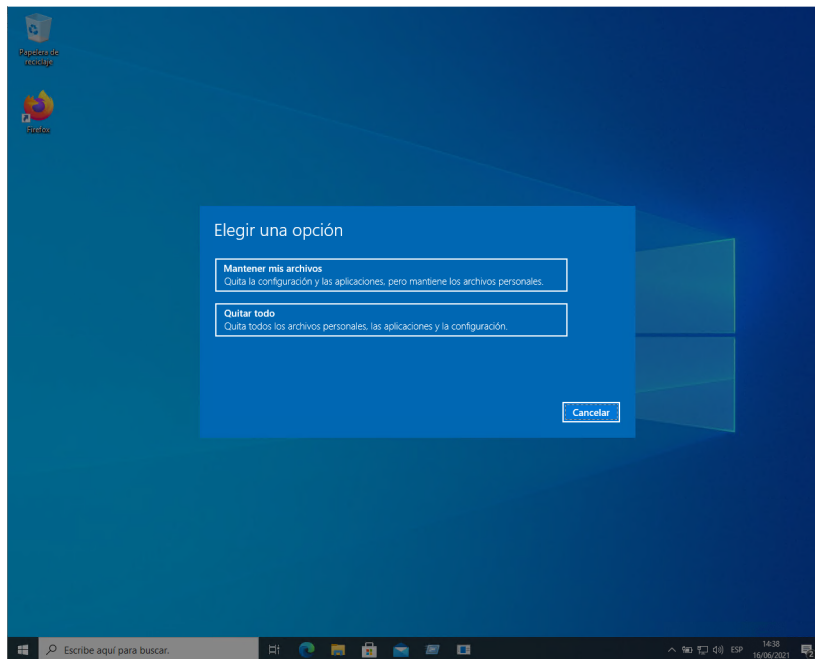 Papelera de
reciclaje
Firefox
Elegir una opción
Mantener mis archivos
Quita la configuración y las aplicaciones, pero mantiene los archivos personales.
Quitar todo
Quita todos los archivos personales, las aplicaciones y la configuración.
Cancelar
Escribe aquí para buscar.
ESP
14:38
16/06/2021
2